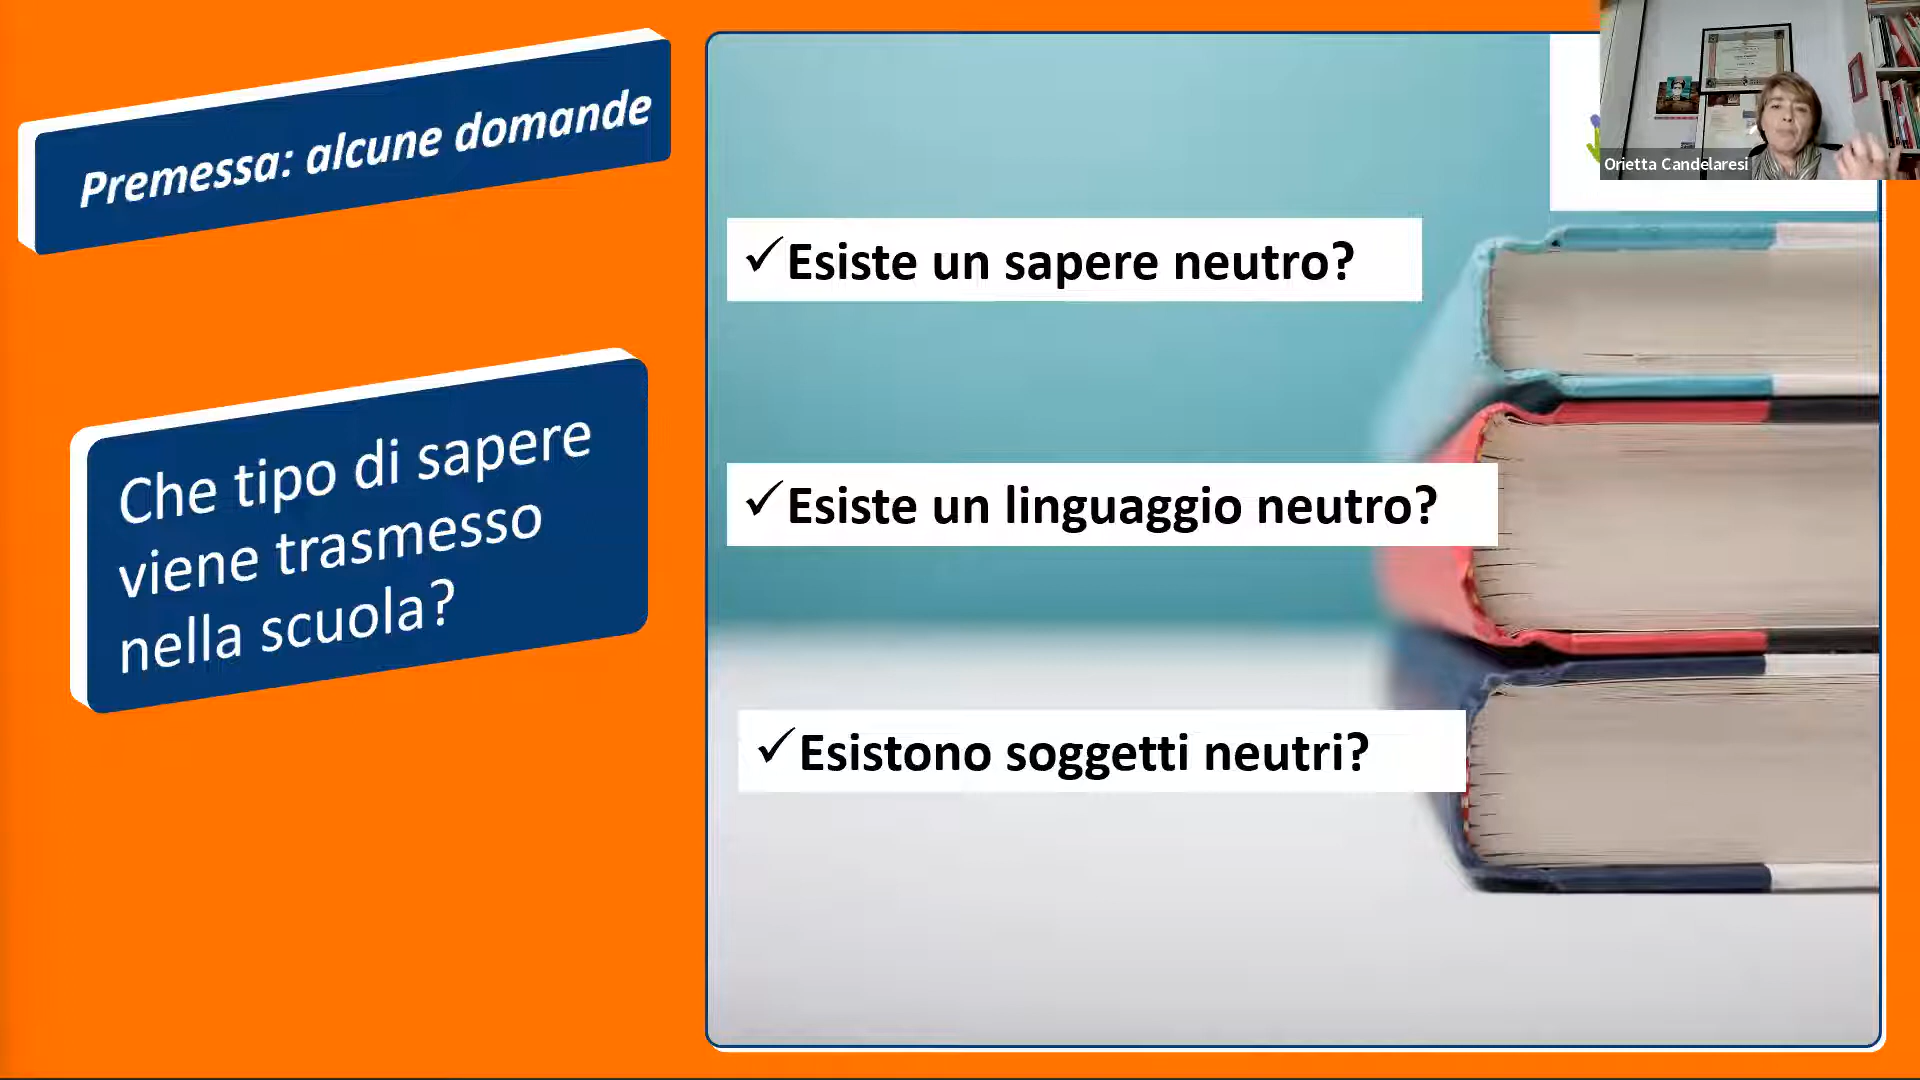 Premessa: alcune domande
Che tipo di sapere
viene trasmesso
nella scuola?
✓Esiste un sapere neutro?
✓Esiste un linguaggio neutro?
✓Esistono soggetti neutri?
Orietta Candelaresi